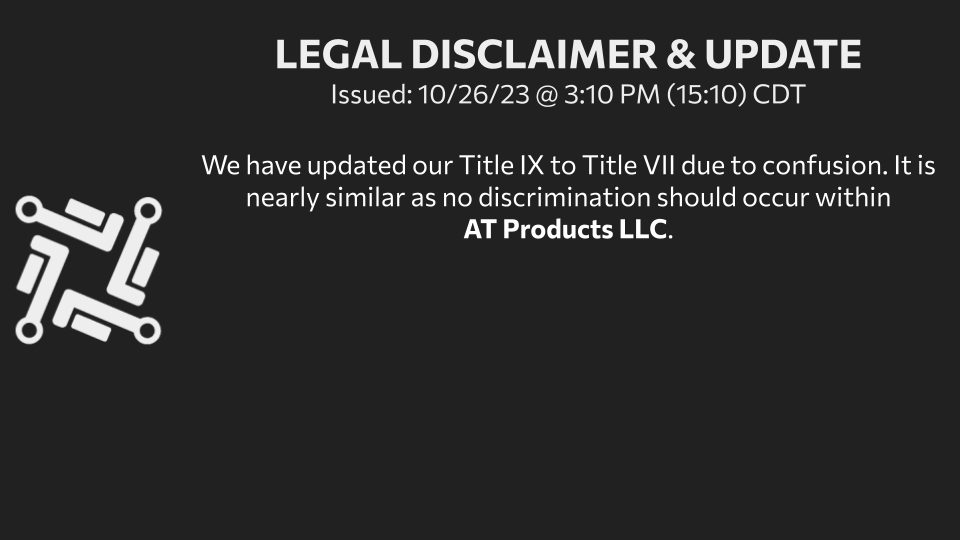 LEGAL DISCLAIMER & UPDATE
Issued: 10/26/23 @ 3:10 PM (15:10) CDT
We have updated our Title IX to Title VII due to confusion. It is
nearly similar as no discrimination should occur within
AT Products LLC.